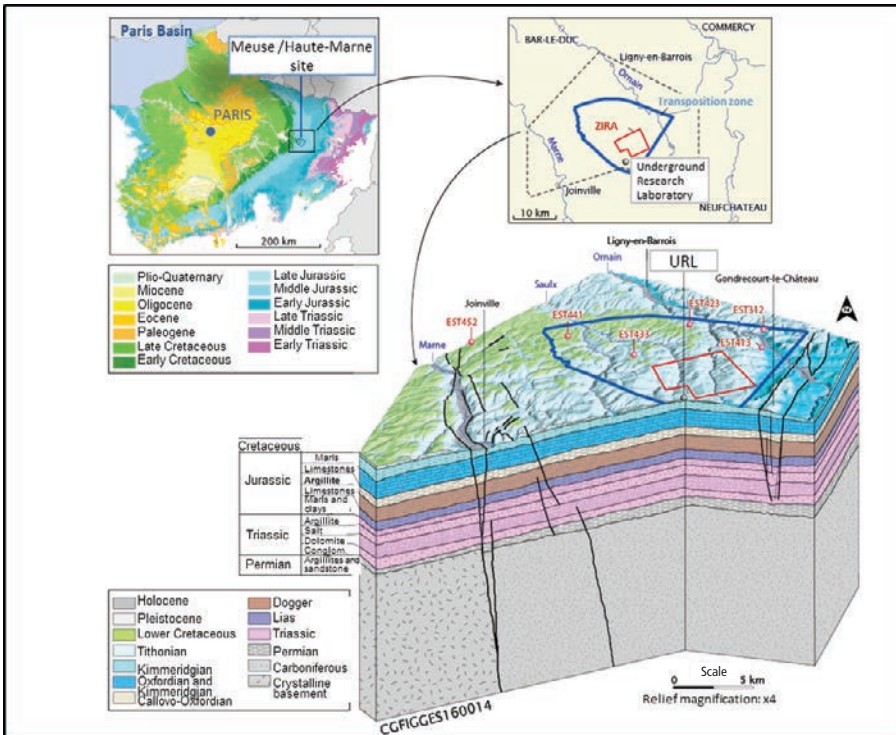 Paris Basin
Meuse /Haute-Marne
site
PARIS
200 km
BAR-LE-DUC
COMMERCY
Ligny-en-Barrois
Ornain
Transposition zone
ZIRA
Marne
Underground
Research
Laboratory
Joinville
NEUFCHATEAU
10 km
Plio-Quaternary
Miocene
Oligocene
Eocene
Paleogene
Late Cretaceous
Early Cretaceous
Late Jurassic
Middle Jurassic
Early Jurassic
Late Triassic
Middle Triassic
Early Triassic
Ligny-en-Barrois
Ornain
URL
Gondrecourt-le-Château
Saulx
Joinville
EST452
EST441
EST433
EST423
EST312
EST413
Marne
Cretaceous
Jurassic
Marls
Limestones
Argillite
Limestones
Marls and
clays
Triassic
Argillite
Salt
Dolomite
Conglom.
Permian
Argillites and
sandstone
Holocene
Pleistocene
Lower Cretaceous
Tithonian
Kimmeridgian
Oxfordian and
Kimmeridgian
Callovo-Oxfordian
Dogger
Lias
Triassic
Permian
Carboniferous
Crystalline
basement
Scale
0 5 km
Relief magnification: x4
CGFIGGES160014